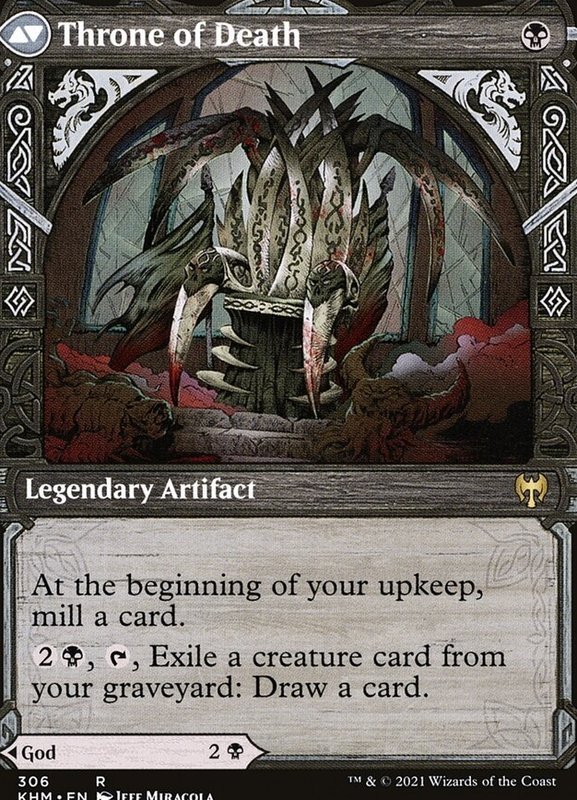 Throne of Death
Legendary Artifact
At the beginning of your upkeep,
mill a card.
2, , Exile a creature card from
your graveyard: Draw a card.
God 2
306 R
KHM • EN Jeff Miracola
™ & © 2021 Wizards of the Coast